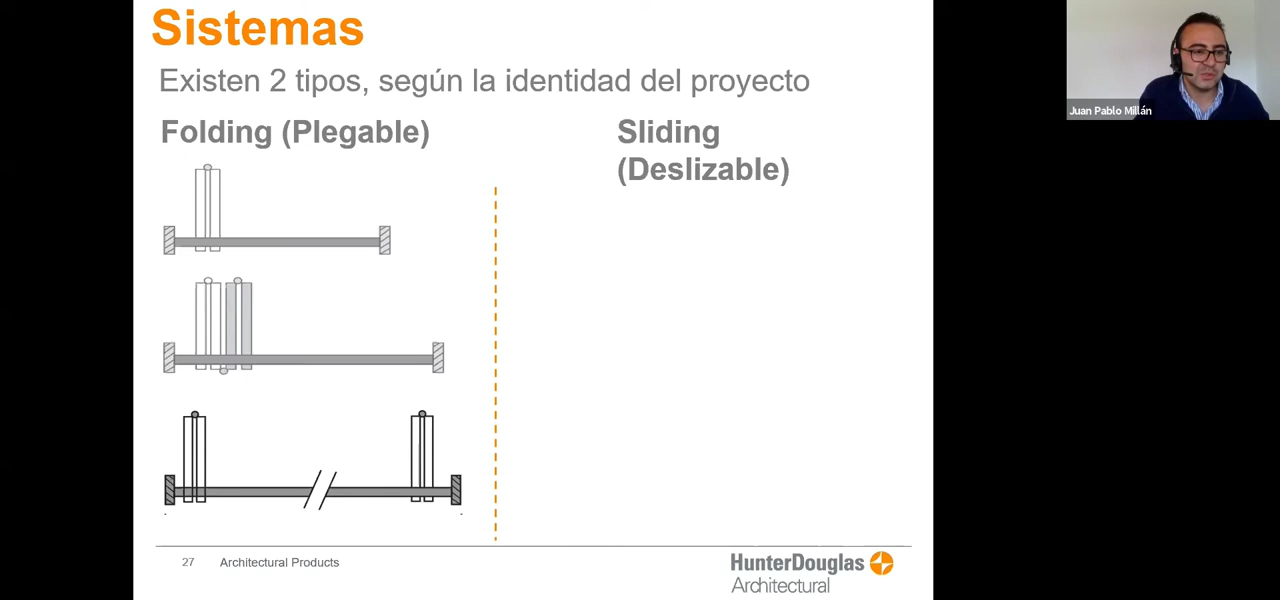 Sistemas
Existen 2 tipos, según la identidad del proyecto
Folding (Plegable)
Sliding
(Deslizable)
27
Architectural Products
HunterDouglas
Architectural
Juan Pablo Millán